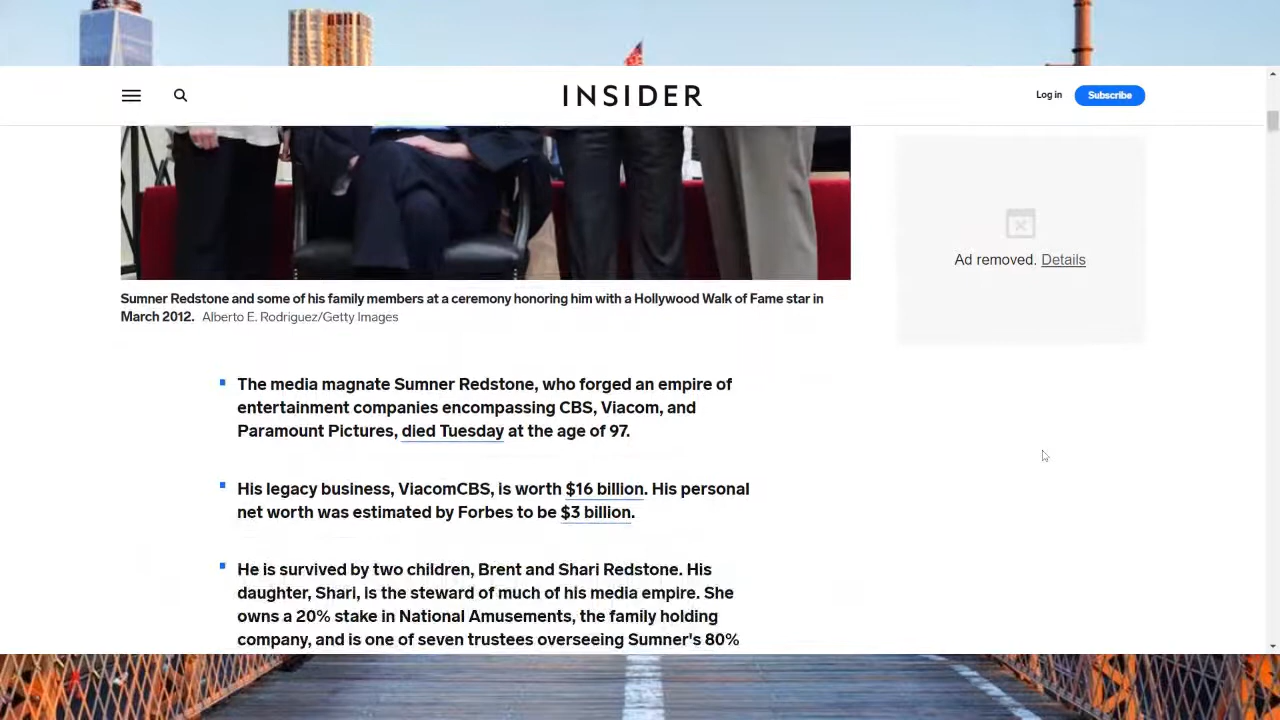 INSIDER
Log in
Subscribe
Ad removed. Details
Sumner Redstone and some of his family members at a ceremony honoring him with a Hollywood Walk of Fame star in
March 2012. Alberto E. Rodriguez/Getty Images
The media magnate Sumner Redstone, who forged an empire of
entertainment companies encompassing CBS, Viacom, and
Paramount Pictures, died Tuesday at the age of 97.
His legacy business, ViacomCBS, is worth $16 billion. His personal
net worth was estimated by Forbes to be $3 billion.
He is survived by two children, Brent and Shari Redstone. His
daughter, Shari, is the steward of much of his media empire. She
owns a 20% stake in National Amusements, the family holding
company, and is one of seven trustees overseeing Sumner's 80%